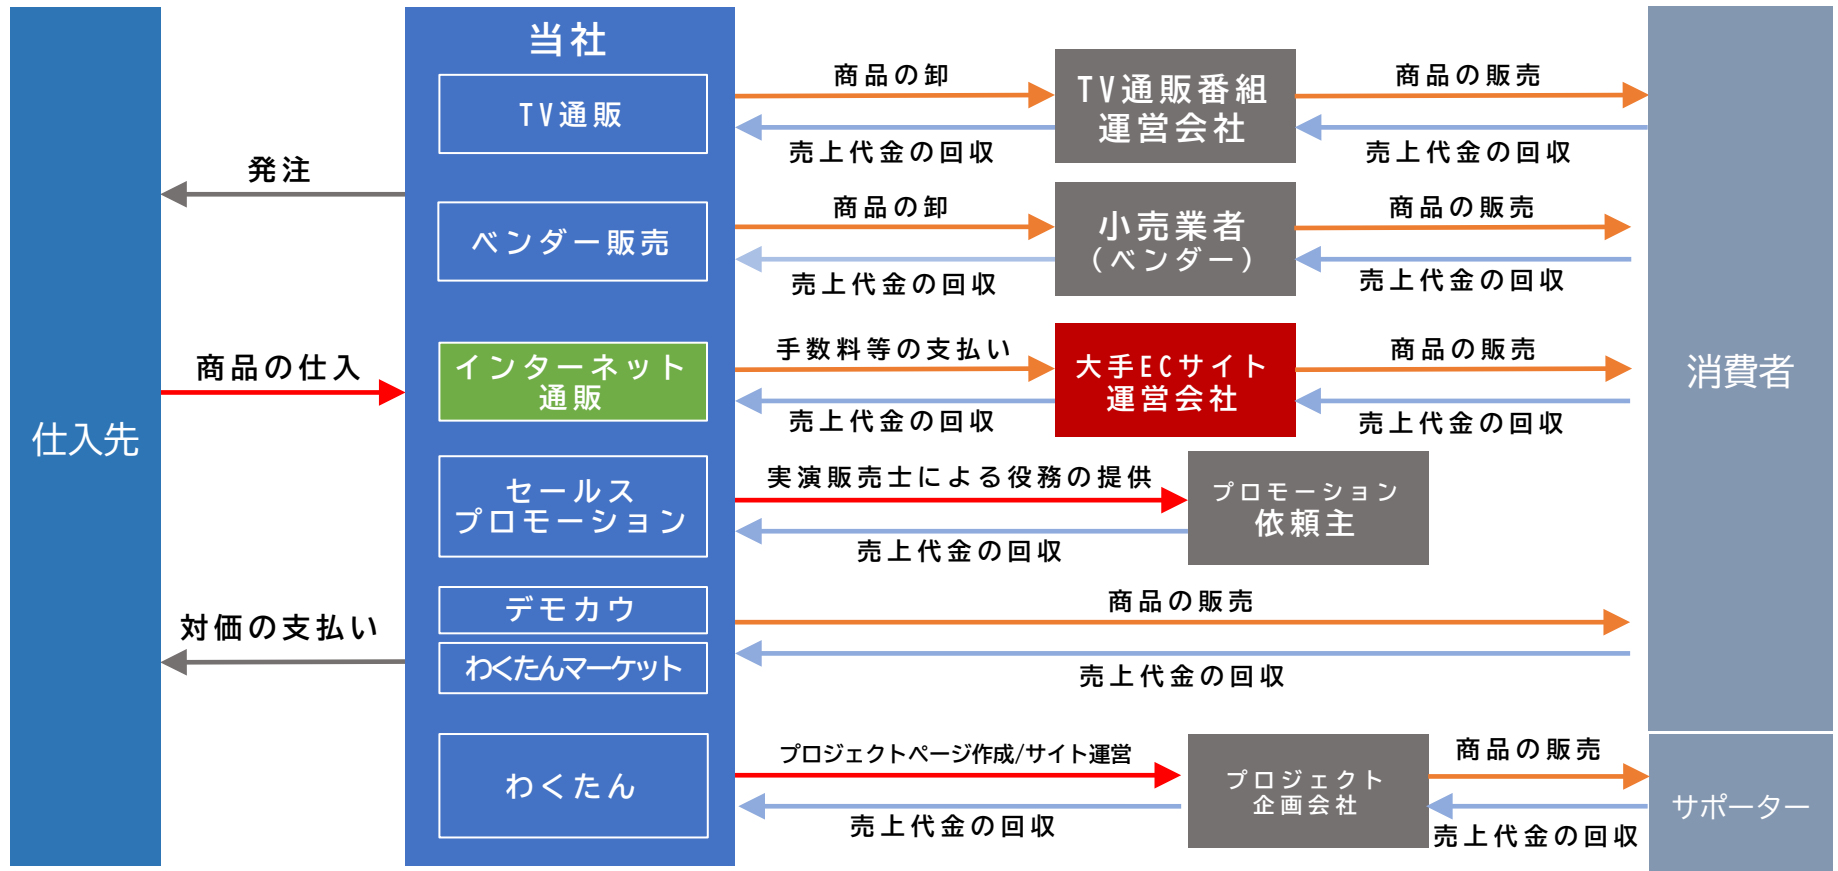 当社
TV通販
ベンダー販売
インターネット
通販
セールス
プロモーション
デモカウ
わくたんマーケット
わくたん
仕入先
発注
商品の仕入
対価の支払い
商品の卸
売上代金の回収
TV通販番組
運営会社
商品の販売
売上代金の回収
商品の卸
売上代金の回収
小売業者
(ベンダー)
商品の販売
売上代金の回収
手数料等の支払い
売上代金の回収
大手ECサイト
運営会社
商品の販売
売上代金の回収
実演販売士による役務の提供
売上代金の回収
プロモーション
依頼主
商品の販売
売上代金の回収
プロジェクトページ作成/サイト運営
売上代金の回収
プロジェクト
企画会社
商品の販売
売上代金の回収
消費者
サポーター